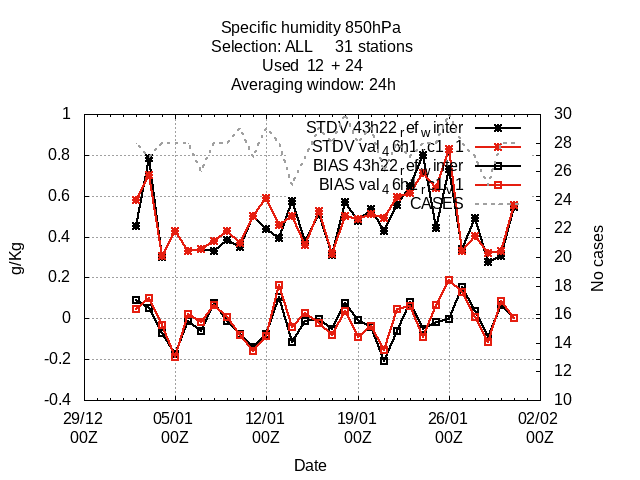 Specific humidity 850hPa
Selection: ALL 31 stations
Used 12 + 24
Averaging window: 24h
1
0.8
0.6
0.4
0.2
0
-0.2
-0.4
g/Kg
30
28
26
24
22
20
18
16
14
12
10
No cases
STDV 43h22_ref_winter
STDV val_46h1_c1_1
BIAS 43h22_ref_winter
CASES
29/12 05/01 12/01 19/01 26/01 02/02
00Z 00Z 00Z 00Z 00Z 00Z
Date